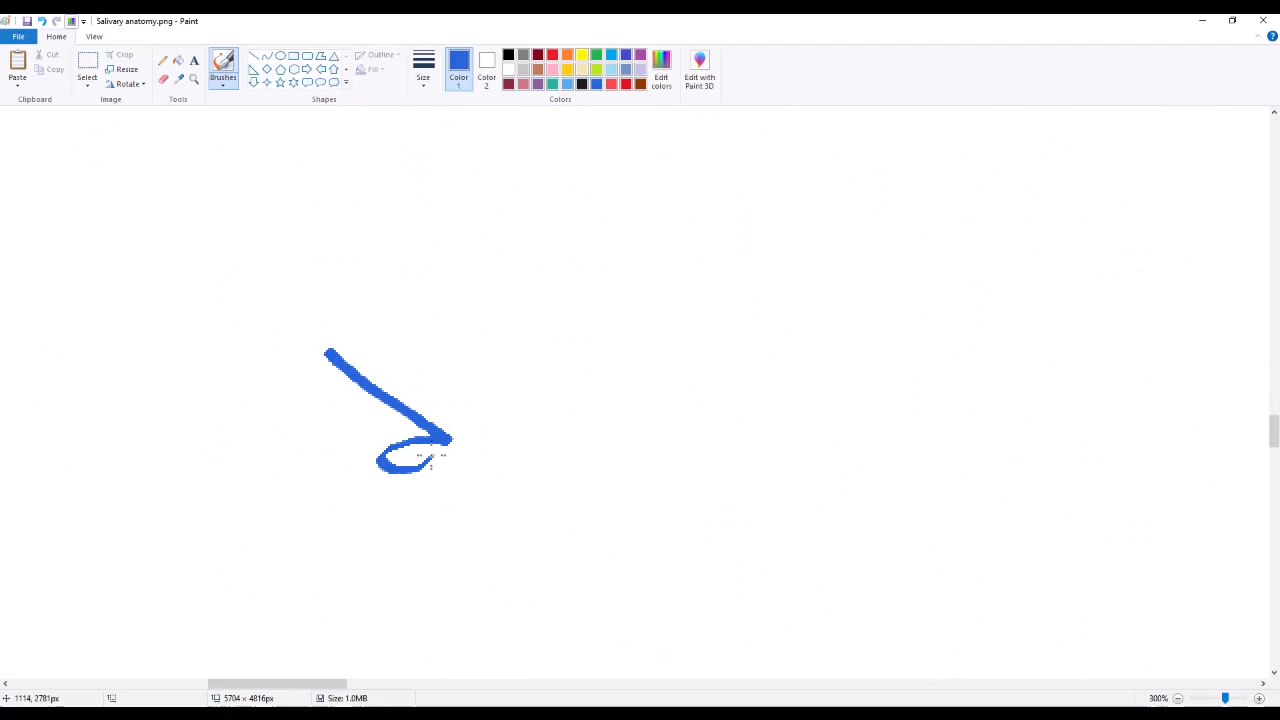 Salivary anatomy.png - Paint
File Home View
Paste
Cut
Copy
Clipboard
Select
Crop
Resize
Rotate
Image
A
Tools
Brushes
Shapes
Outline
Fill
Size
Color 1
Color 2
Colors
Edit colors
Edit with Paint 3D
1114, 2781px
5704 × 4816px
Size: 1.0MB
300%